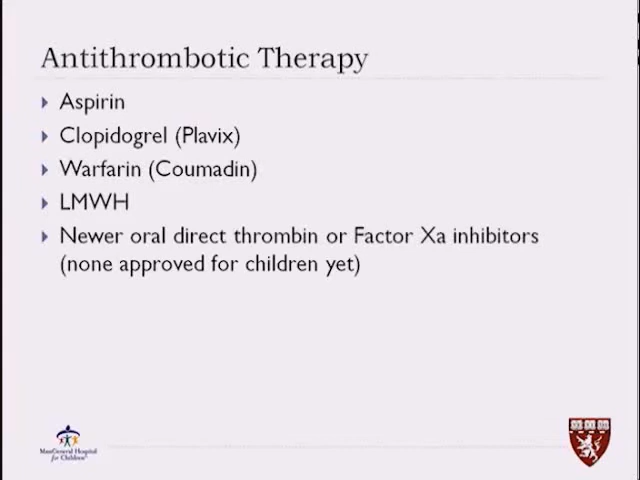 Antithrombotic Therapy
Aspirin
Clopidogrel (Plavix)
Warfarin (Coumadin)
LMWH
Newer oral direct thrombin or Factor Xa inhibitors
(none approved for children yet)
MassGeneral Hospital
for Children